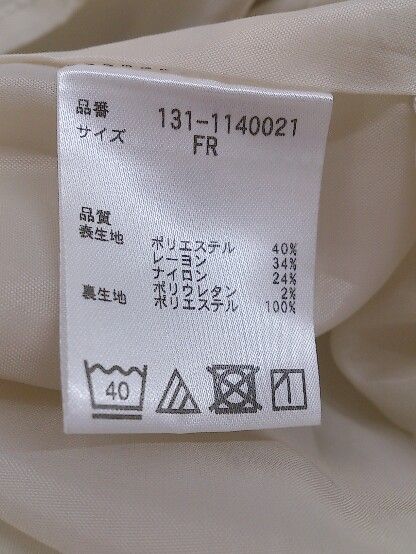 品番 131-1140021
サイズ FR
品質
表生地 ポリエステル 40%
レーヨン 34%
ナイロン 24%
ポリウレタン 2%
裏生地 ポリエステル 100%
40